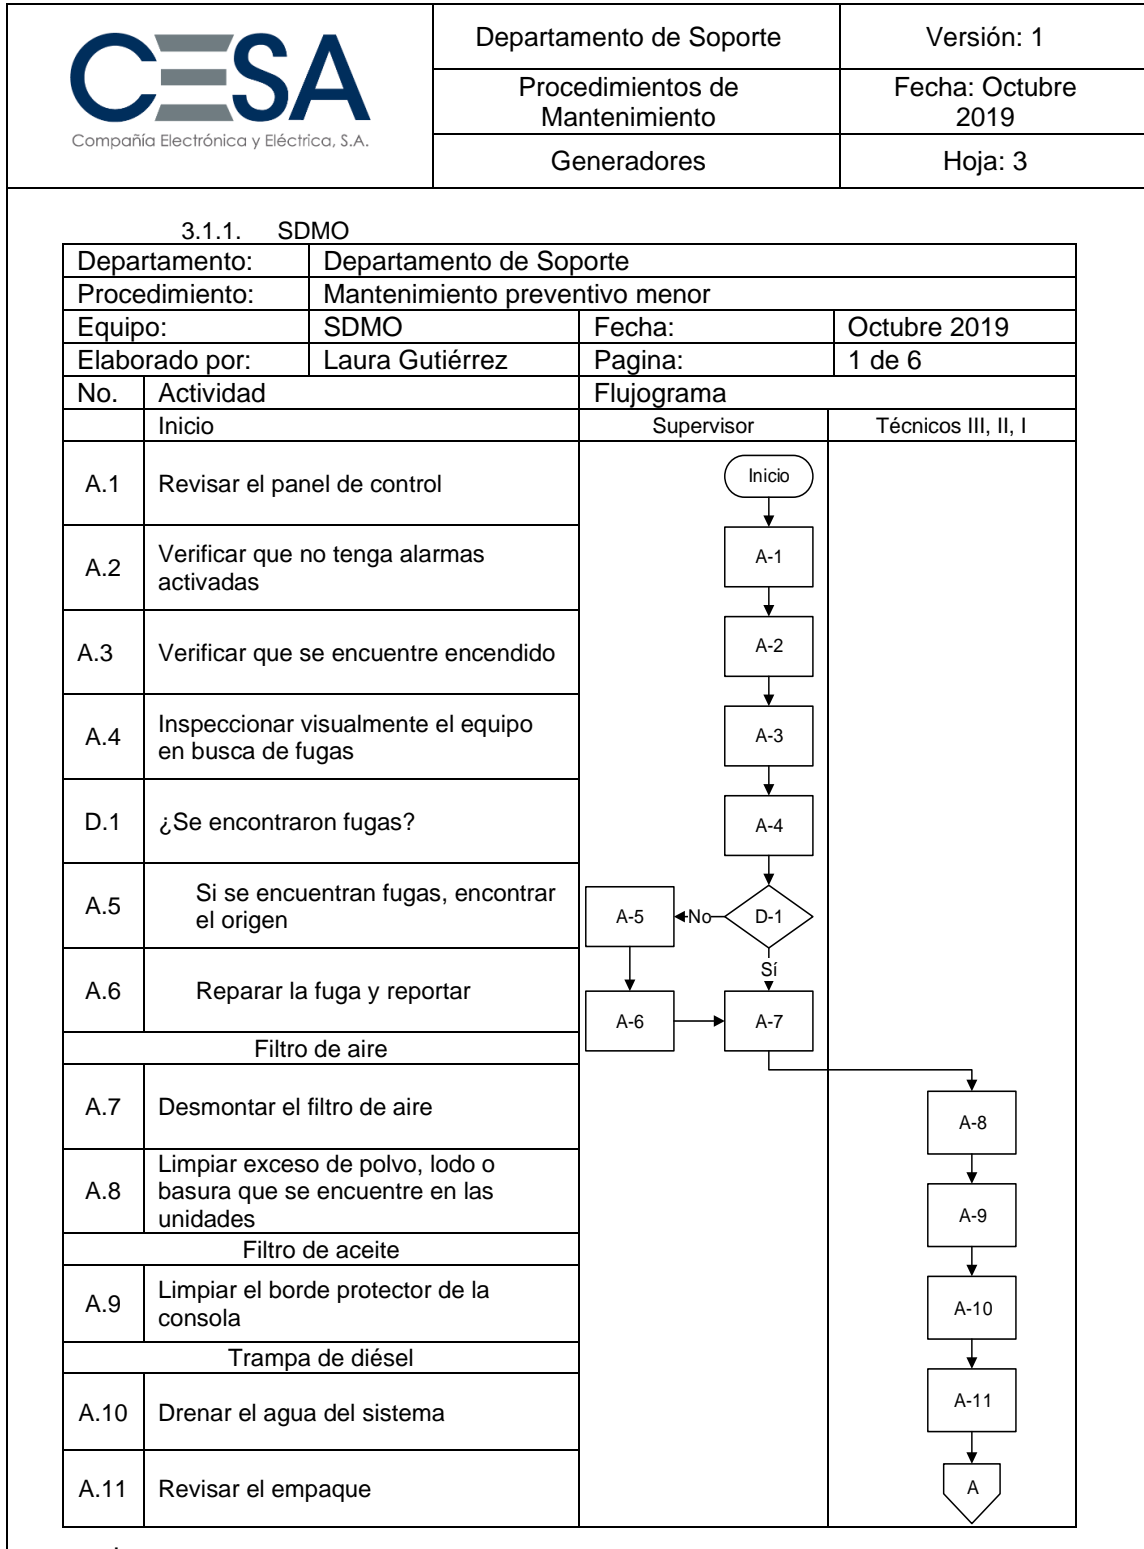 CESA
Compañía Electrónica y Eléctrica, S.A.
Departamento de Soporte
Versión: 1
Procedimientos de
Mantenimiento
Fecha: Octubre
2019
Generadores
Hoja: 3
3.1.1. SDMO
Departamento: Departamento de Soporte
Procedimiento: Mantenimiento preventivo menor
Equipo: SDMO Fecha: Octubre 2019
Elaborado por: Laura Gutiérrez Pagina: 1 de 6
No. Actividad Flujograma
Inicio Supervisor Técnicos III, II, I
A.1 Revisar el panel de control
A.2 Verificar que no tenga alarmas
activadas
A.3 Verificar que se encuentre encendido
A.4 Inspeccionar visualmente el equipo
en busca de fugas
D.1 ¿Se encontraron fugas?
A.5 Si se encuentran fugas, encontrar
el origen
A.6 Reparar la fuga y reportar
Filtro de aire
A.7 Desmontar el filtro de aire
A.8 Limpiar exceso de polvo, lodo o
basura que se encuentre en las
unidades
Filtro de aceite
A.9 Limpiar el borde protector de la
consola
Trampa de diésel
A.10 Drenar el agua del sistema
A.11 Revisar el empaque
Inicio
A-1
A-2
A-3
A-4
A-5 No D-1
Sí
A-6 A-7
A-8
A-9
A-10
A-11
A